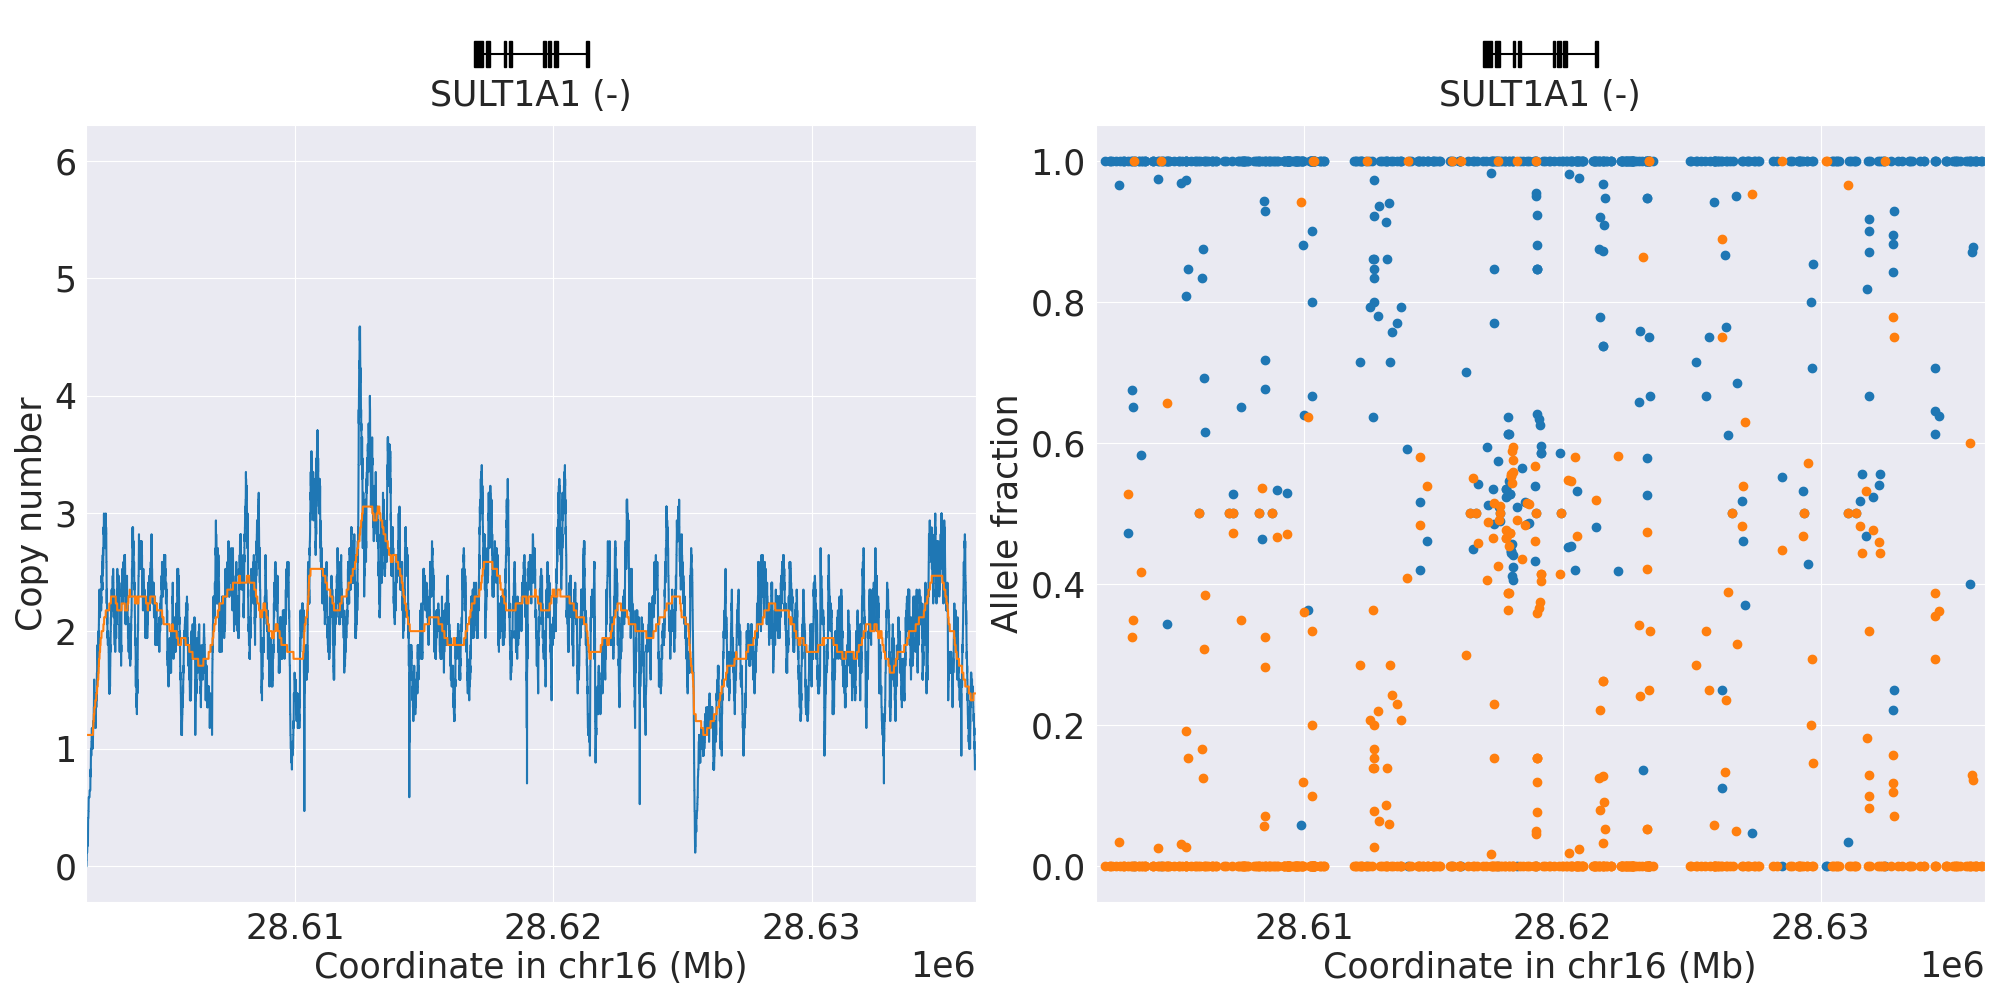 SULT1A1 (-)
6
5
4
3
2
1
0
Copy number
28.61
28.62
28.63
Coordinate in chr16 (Mb)
1e6
SULT1A1 (-)
1.0
0.8
0.6
0.4
0.2
0.0
Allele fraction
28.61
28.62
28.63
Coordinate in chr16 (Mb)
1e6